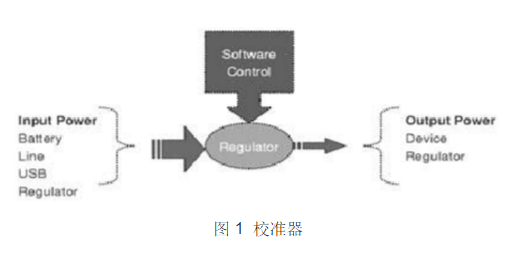 Software
Control
Input Power
Battery
Line
USB
Regulator
Regulator
Output Power
Device
Regulator
图 1 校准器